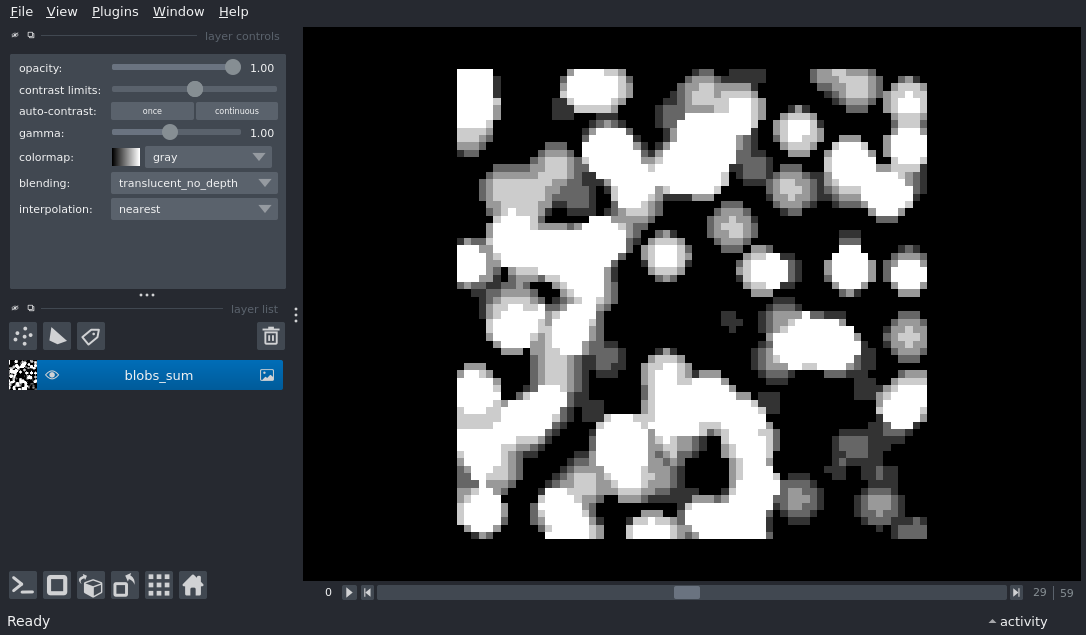 File View Plugins Window Help
layer controls
opacity: 1.00
contrast limits:
auto-contrast: once continuous
gamma: 1.00
colormap: gray
blending: translucent_no_depth
interpolation: nearest
layer list
blobs_sum
0 29 | 59
Ready activity